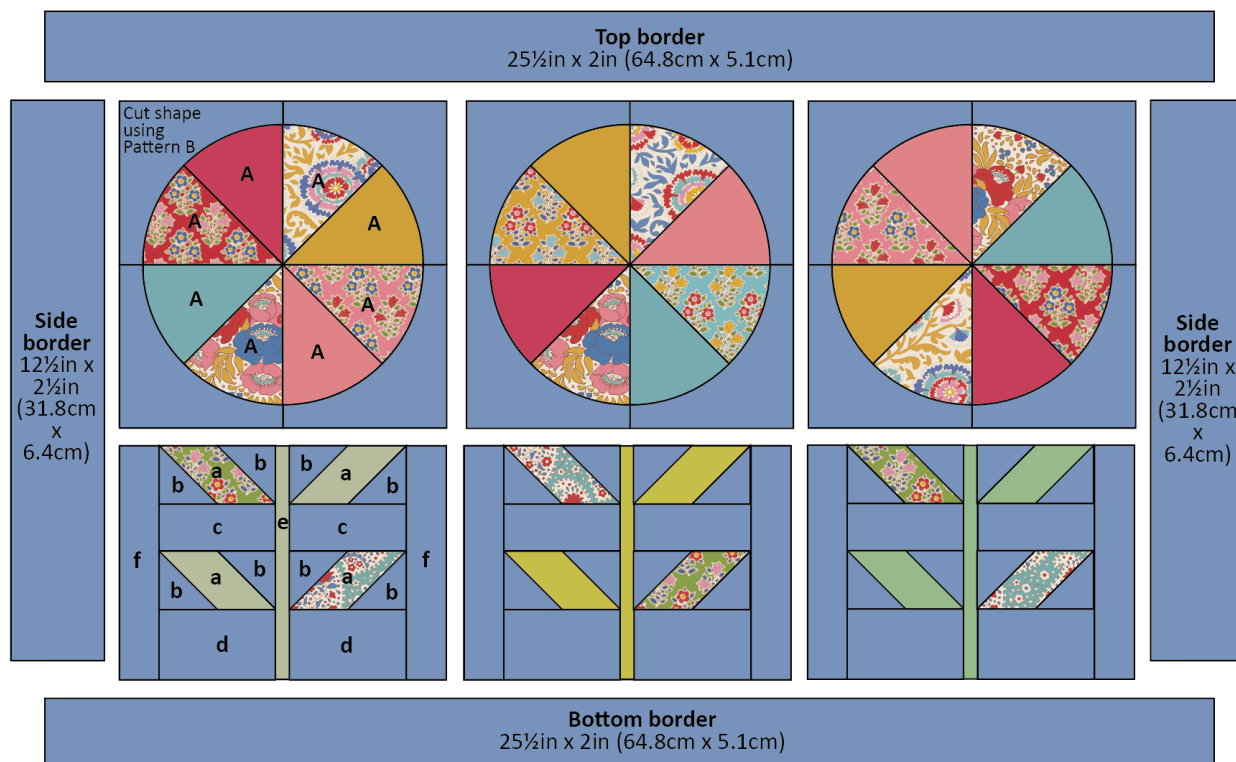 Top border
25½in x 2in (64.8cm x 5.1cm)
Cut shape
using
Pattern B
A
A
A
A
A
A
A
A
Side
border
12½in x
2½in
(31.8cm
x
6.4cm)
Side
border
12½in x
2½in
(31.8cm
x
6.4cm)
a b b a
b b
c e c
f f
a b b a
b b
d d
Bottom border
25½in x 2in (64.8cm x 5.1cm)